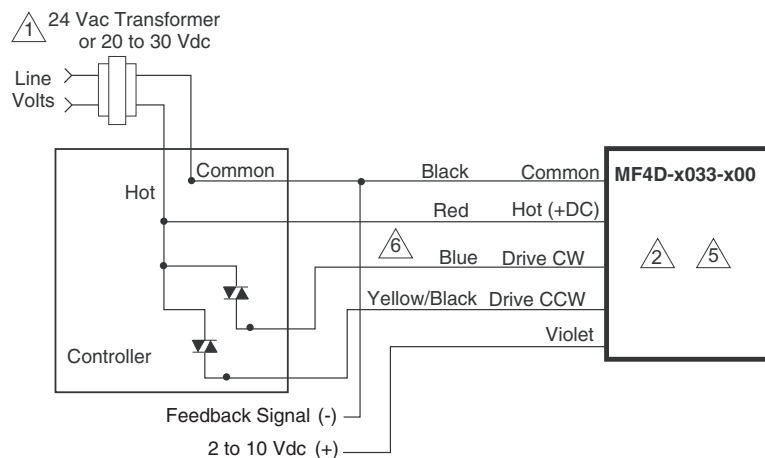 1 24 Vac Transformer
or 20 to 30 Vdc
Line
Volts
Common Black Common MF4D-x033-x00
Hot
Red Hot (+DC)
6 2 5
Blue Drive CW
Yellow/Black Drive CCW
Violet
Controller
Feedback Signal (-)
2 to 10 Vdc (+)